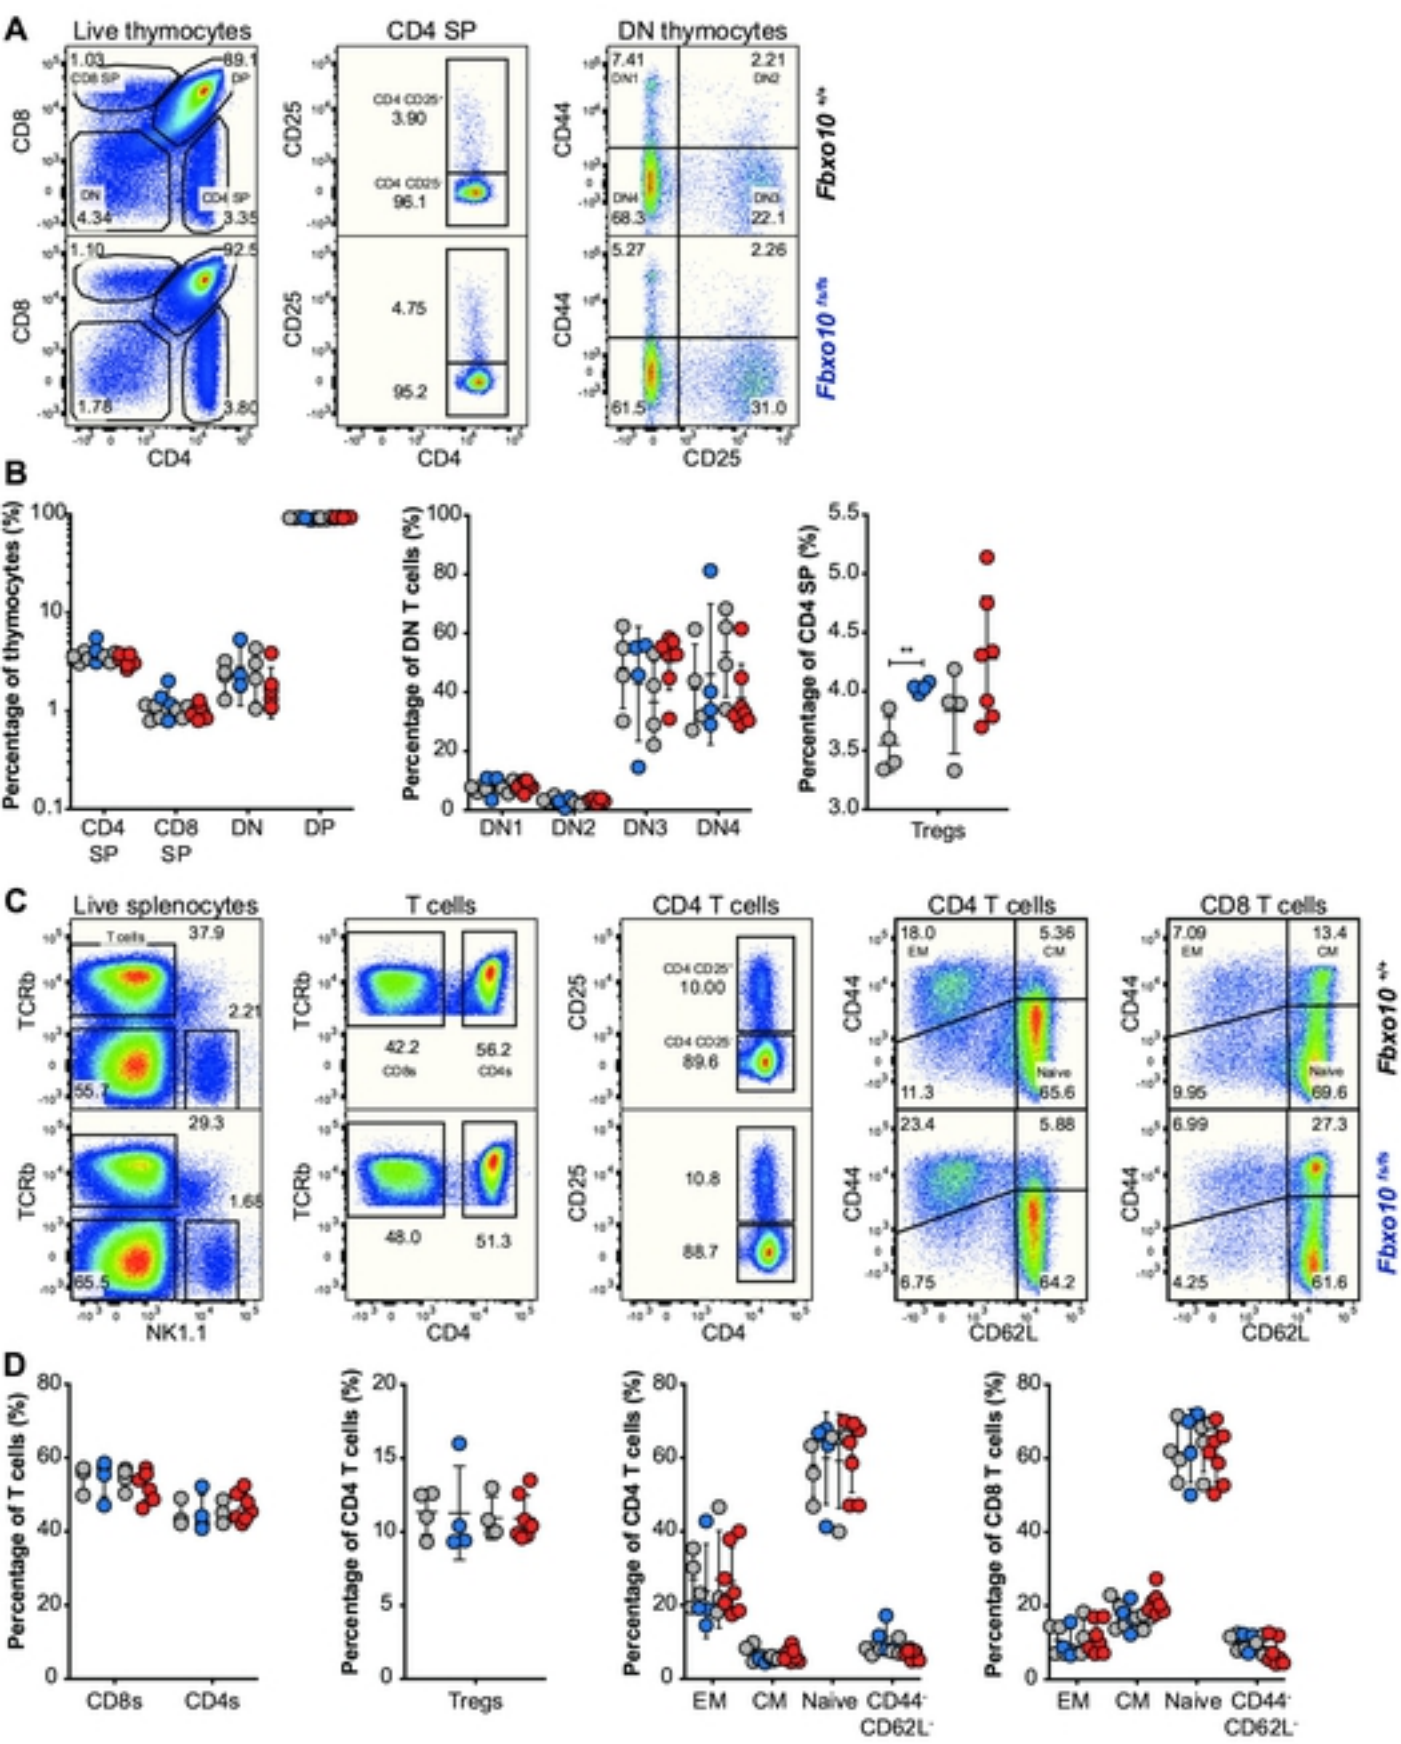 A
Live thymocytes
CD4 SP
DN thymocytes
1.03
CD8 SP
89.1
DP
DN
4.34
CD4 SP
3.35
CD8
CD4 CD25+
3.90
CD4 CD25-
96.1
CD25
7.41
DN1
2.21
DN2
DN4
68.3
DN3
22.1
CD44
Fbxo10 +/+
1.10
92.5
1.78
3.80
CD8
CD4
4.75
95.2
CD25
CD4
5.27
2.26
61.5
31.0
CD44
CD25
Fbxo10 fs/fs
B
Percentage of thymocytes (%)
100
10
1
0.1
CD4 SP
CD8 SP
DN
DP
Percentage of DN T cells (%)
100
80
60
40
20
0
DN1
DN2
DN3
DN4
Percentage of CD4 SP (%)
5.5
5.0
4.5
4.0
3.5
3.0
**
Tregs
C
Live splenocytes
T cells
CD4 T cells
CD4 T cells
CD8 T cells
T cells
37.9
2.21
55.7
TCRb
42.2
CD8s
56.2
CD4s
TCRb
CD4 CD25+
10.00
CD4 CD25-
89.6
CD25
18.0
EM
5.36
CM
11.3
Naive
65.6
CD44
7.09
EM
13.4
CM
9.95
Naive
69.6
CD44
Fbxo10 +/+
29.3
1.68
65.5
TCRb
NK1.1
48.0
51.3
TCRb
CD4
10.8
88.7
CD25
CD4
23.4
5.88
6.75
64.2
CD44
CD62L
6.99
27.3
4.25
61.6
CD44
CD62L
Fbxo10 fs/fs
D
Percentage of T cells (%)
80
60
40
20
0
CD8s
CD4s
Percentage of CD4 T cells (%)
20
15
10
5
0
Tregs
Percentage of CD4 T cells (%)
80
60
40
20
0
EM
CM
Naive
CD44-
CD62L-
Percentage of CD8 T cells (%)
80
60
40
20
0
EM
CM
Naive
CD44-
CD62L-